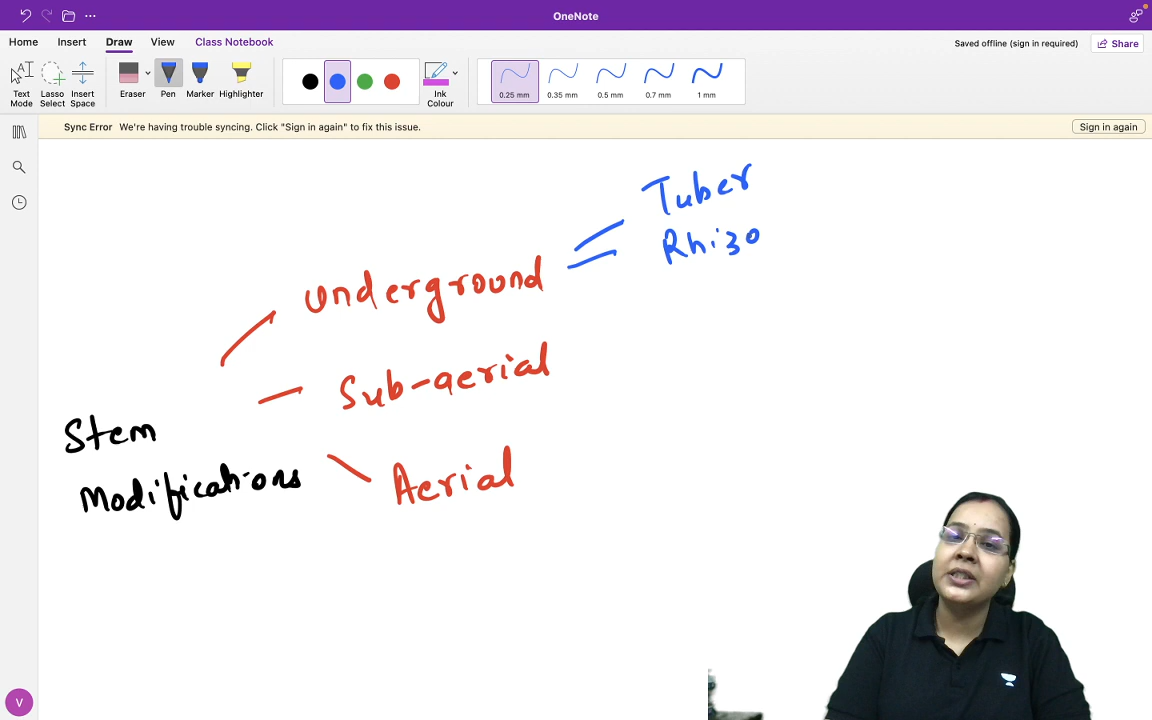 OneNote
Home Insert Draw View Class Notebook
Saved offline (sign in required) Share
Text Mode
Lasso Select
Insert Space
Eraser
Pen
Marker
Highlighter
Ink Colour
0.25 mm 0.35 mm 0.5 mm 0.7 mm 1 mm
Sync Error We're having trouble syncing. Click "Sign in again" to fix this issue. Sign in again
Tuber
Rhizo
Underground
Sub-aerial
Stem
Modifications
Aerial
V